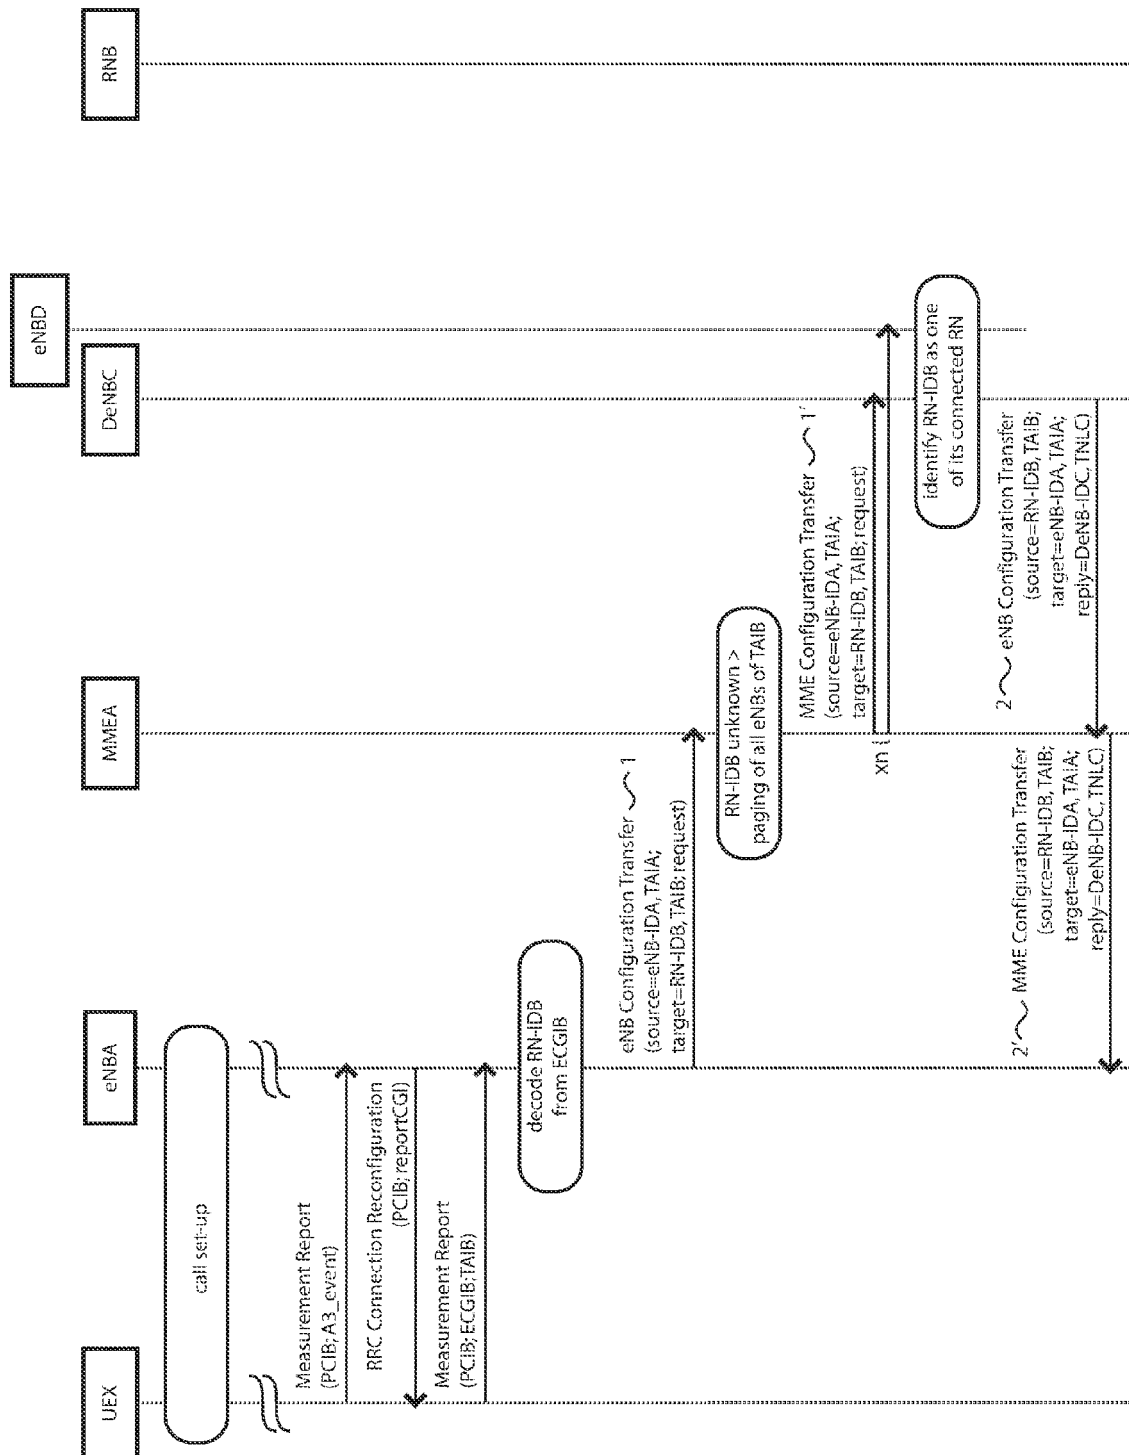 UEX
eNBA
MMEA
DeNBC
eNBD
RNB
call set-up
Measurement Report
(PCIB; A3_event)
RRC Connection Reconfiguration
(PCIB; reportCGI)
Measurement Report
(PCIB; ECGIB; TAIB)
decode RN-IDB
from ECGIB
eNB Configuration Transfer 1
(source=eNB-IDA, TAIA;
target=RN-IDB, TAIB; request)
RN-IDB unknown >
paging of all eNBs of TAIB
MME Configuration Transfer 1'
(source=eNB-IDA, TAIA;
target=RN-IDB, TAIB; request)
xn {
identify RN-IDB as one
of its connected RN
2 eNB Configuration Transfer
(source=RN-IDB, TAIB;
target=eNB-IDA, TAIA;
reply=DeNB-IDC, TNLC)
2' MME Configuration Transfer
(source=RN-IDB, TAIB;
target=eNB-IDA, TAIA;
reply=DeNB-IDC, TNLC)